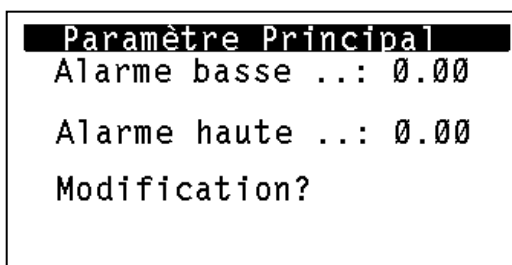 Paramètre Principal
Alarme basse ..: 0.00
Alarme haute ..: 0.00
Modification?